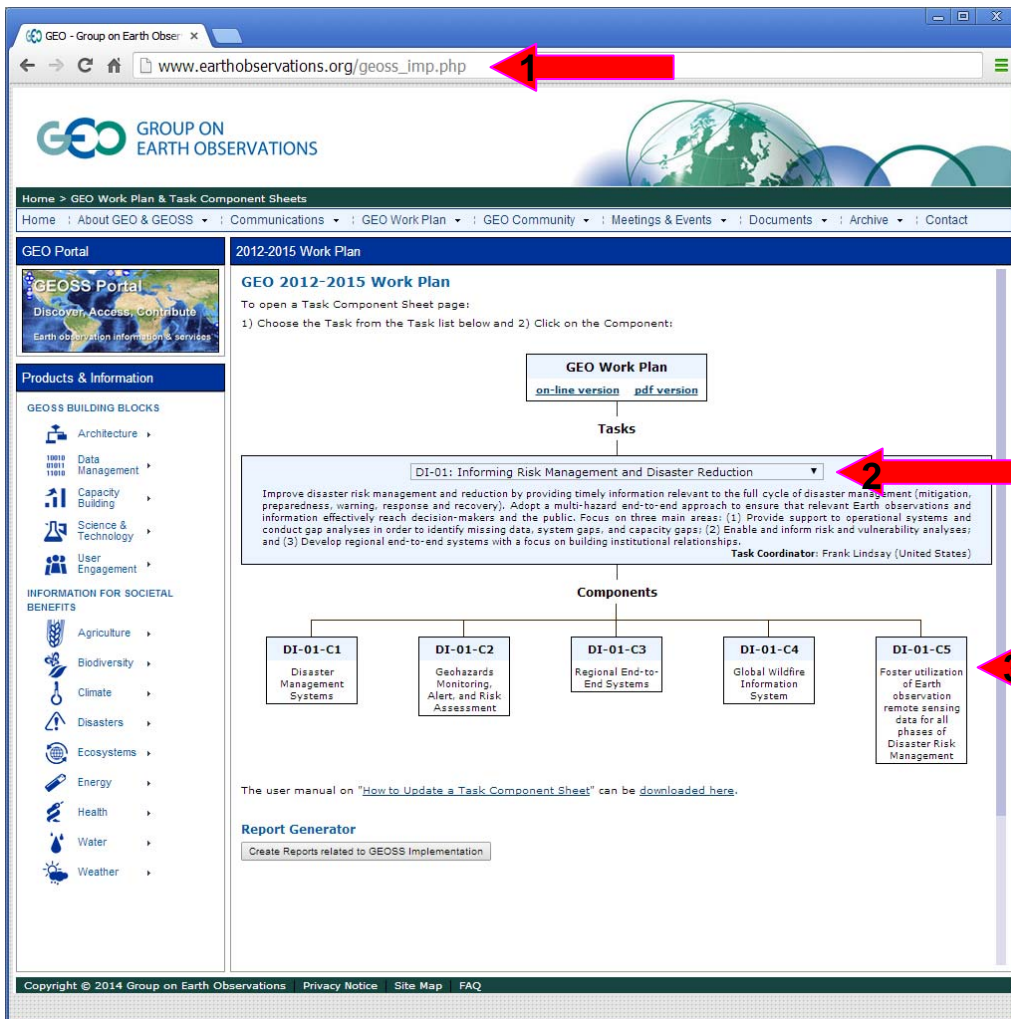 GEO - Group on Earth Obser
www.earthobservations.org/geoss_imp.php
1
GEO
GROUP ON
EARTH OBSERVATIONS
Home > GEO Work Plan & Task Component Sheets
Home
About GEO & GEOSS
Communications
GEO Work Plan
GEO Community
Meetings & Events
Documents
Archive
Contact
GEO Portal
GEOSS Portal
Discover, Access, Contribute
Earth observation information & services
Products & Information
GEOSS BUILDING BLOCKS
Architecture
10010
01011
11010
Data
Management
Capacity
Building
Science &
Technology
User
Engagement
INFORMATION FOR SOCIETAL
BENEFITS
Agriculture
Biodiversity
Climate
Disasters
Ecosystems
Energy
Health
Water
Weather
2012-2015 Work Plan
GEO 2012-2015 Work Plan
To open a Task Component Sheet page:
1) Choose the Task from the Task list below and 2) Click on the Component:
GEO Work Plan
on-line version pdf version
Tasks
DI-01: Informing Risk Management and Disaster Reduction
2
Improve disaster risk management and reduction by providing timely information relevant to the full cycle of disaster management (mitigation,
preparedness, warning, response and recovery). Adopt a multi-hazard end-to-end approach to ensure that relevant Earth observations and
information effectively reach decision-makers and the public. Focus on three main areas: (1) Provide support to operational systems and
conduct gap analyses in order to identify missing data, system gaps, and capacity gaps; (2) Enable and inform risk and vulnerability analyses;
and (3) Develop regional end-to-end systems with a focus on building institutional relationships.
Task Coordinator: Frank Lindsay (United States)
Components
DI-01-C1
Disaster
Management
Systems
DI-01-C2
Geohazards
Monitoring,
Alert, and Risk
Assessment
DI-01-C3
Regional End-to-
End Systems
DI-01-C4
Global Wildfire
Information
System
DI-01-C5
Foster utilization
of Earth
observation
remote sensing
data for all
phases of
Disaster Risk
Management
3
The user manual on "How to Update a Task Component Sheet" can be downloaded here.
Report Generator
Create Reports related to GEOSS Implementation
Copyright © 2014 Group on Earth Observations Privacy Notice Site Map FAQ